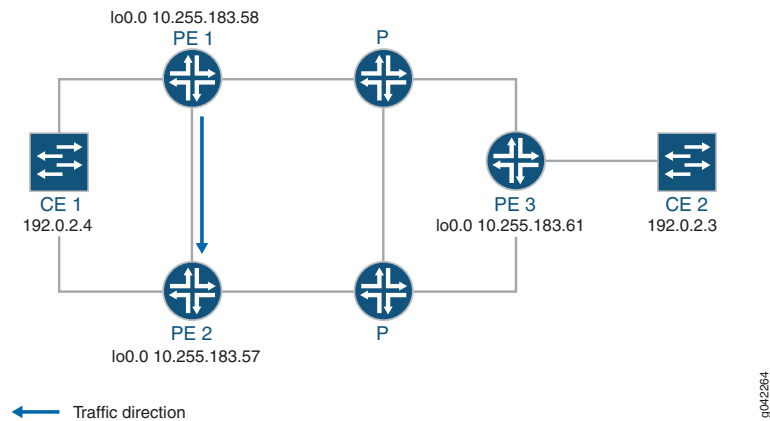 lo0.0 10.255.183.58
PE 1
P
CE 1
192.0.2.4
PE 3
lo0.0 10.255.183.61
CE 2
192.0.2.3
PE 2
lo0.0 10.255.183.57
P
Traffic direction
g042264